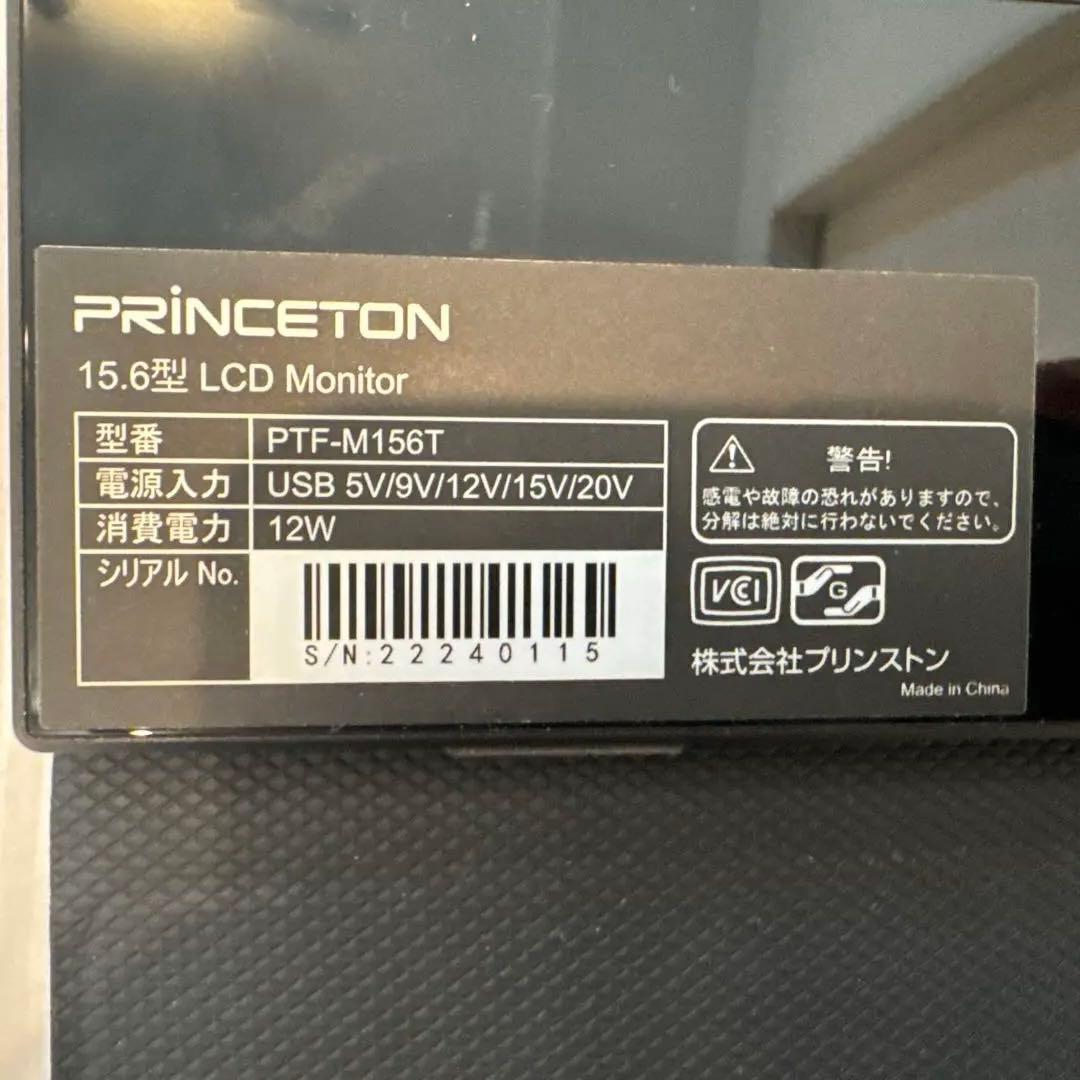 PRINCETON
15.6型 LCD Monitor
型番 PTF-M156T
電源入力 USB 5V/9V/12V/15V/20V
消費電力 12W
シリアル No.
S/N:22240115
警告!
感電や故障の恐れがありますので、
分解は絶対に行わないでください。
VCCI
G
株式会社プリンストン
Made in China